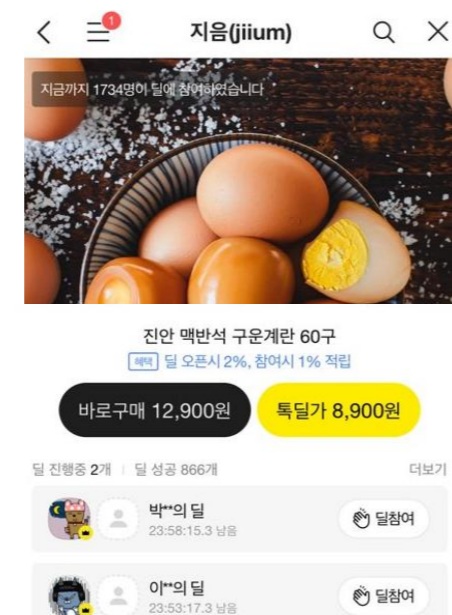 1
지음(jiium)
지금까지 1734명이 딜에 참여하였습니다
진안 맥반석 구운계란 60구
혜택 딜 오픈시 2%, 참여시 1% 적립
바로구매 12,900원 톡딜가 8,900원
딜 진행중 2개 딜 성공 866개 더보기
박**의 딜
23:58:15.3 남음
딜참여
이**의 딜
23:53:17.3 남음
딜참여